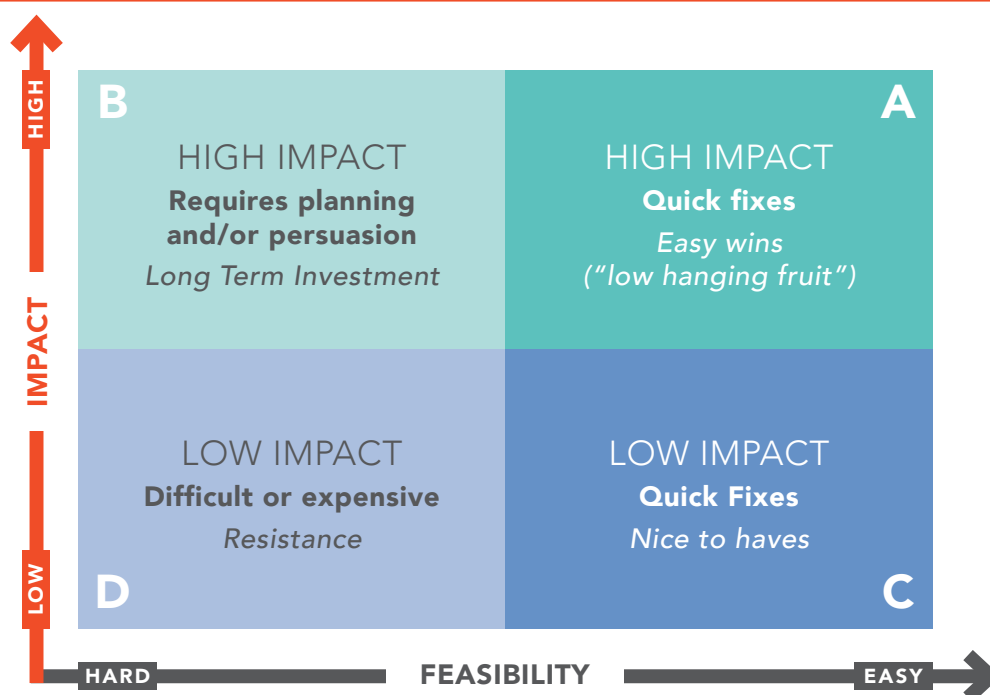 HIGH
IMPACT
LOW
B
HIGH IMPACT
Requires planning
and/or persuasion
Long Term Investment
A
HIGH IMPACT
Quick fixes
Easy wins
(“low hanging fruit”)
LOW IMPACT
Difficult or expensive
Resistance
D
LOW IMPACT
Quick Fixes
Nice to haves
C
HARD
FEASIBILITY
EASY